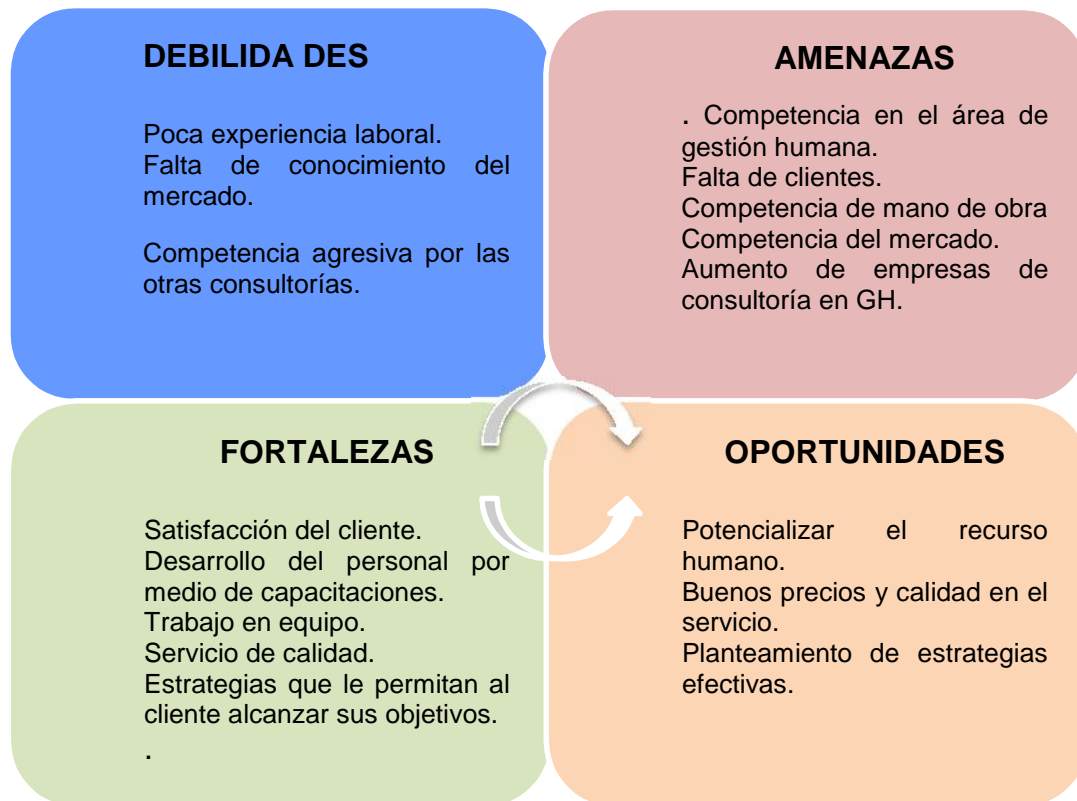 DEBILIDA DES
Poca experiencia laboral.
Falta de conocimiento del
mercado.
Competencia agresiva por las
otras consultorías.
AMENAZAS
. Competencia en el área de
gestión humana.
Falta de clientes.
Competencia de mano de obra
Competencia del mercado.
Aumento de empresas de
consultoría en GH.
FORTALEZAS
Satisfacción del cliente.
Desarrollo del personal por
medio de capacitaciones.
Trabajo en equipo.
Servicio de calidad.
Estrategias que le permitan al
cliente alcanzar sus objetivos.
.
OPORTUNIDADES
Potencializar el recurso
humano.
Buenos precios y calidad en el
servicio.
Planteamiento de estrategias
efectivas.